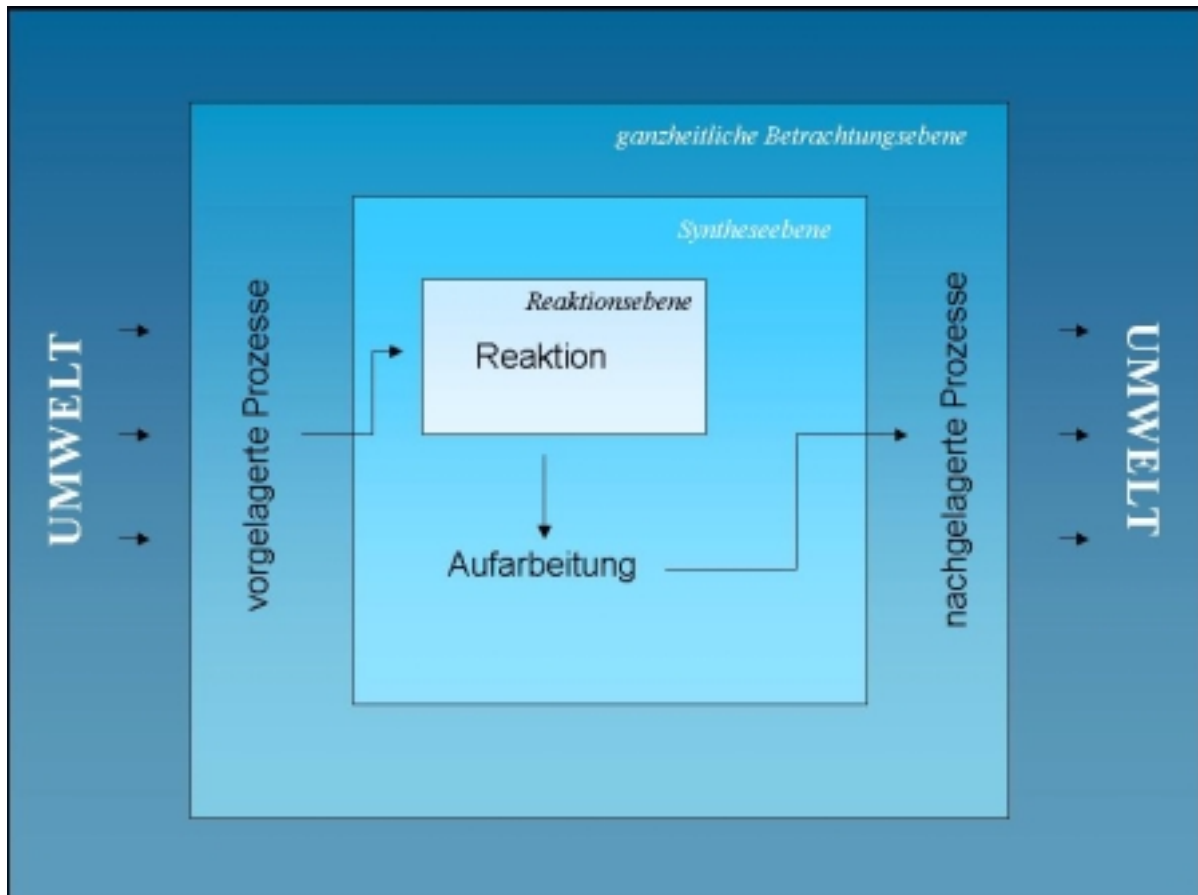 ganzheitliche Betrachtungsebene
Syntheseebene
Reaktionsebene
Reaktion
UMWELT
vorgelagerte Prozesse
Aufarbeitung
nachgelagerte Prozesse
UMWELT